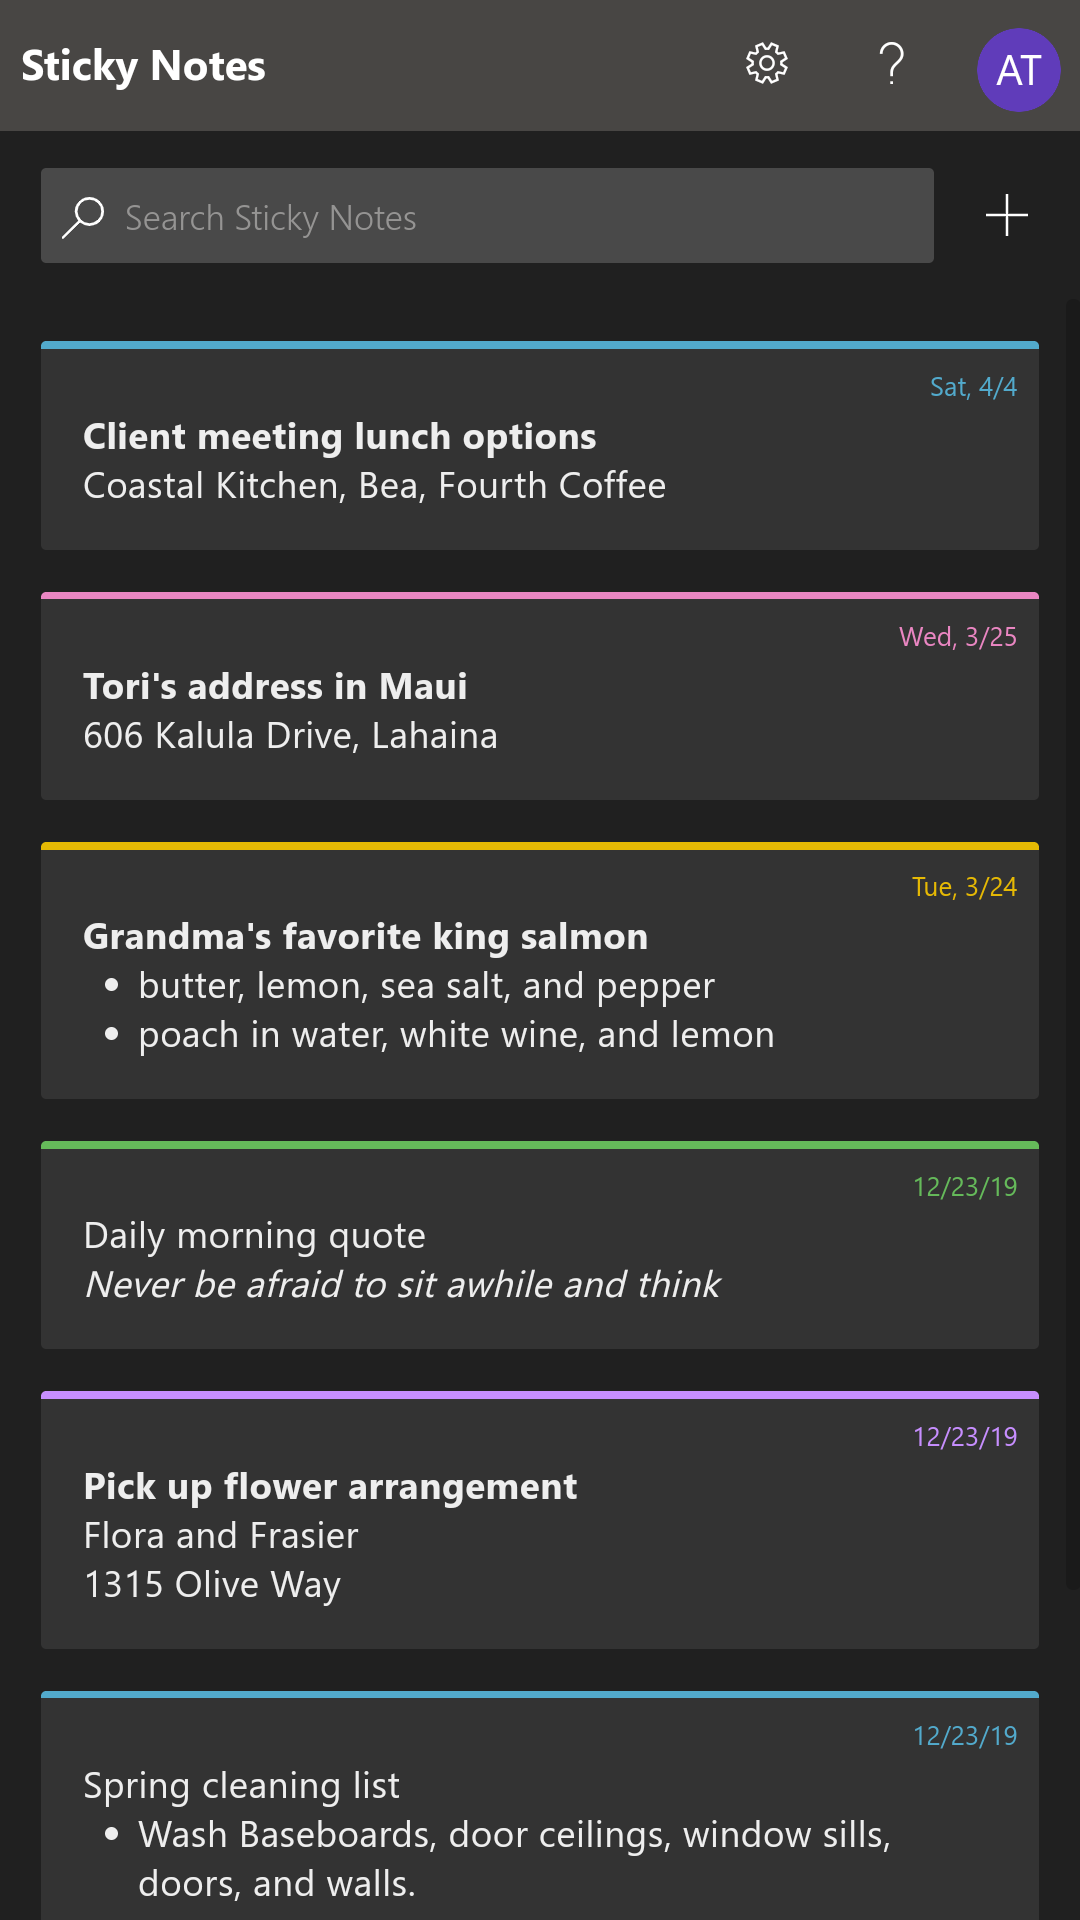 Sticky Notes
AT
Search Sticky Notes
Sat, 4/4
Client meeting lunch options
Coastal Kitchen, Bea, Fourth Coffee
Wed, 3/25
Tori's address in Maui
606 Kalula Drive, Lahaina
Tue, 3/24
Grandma's favorite king salmon
• butter, lemon, sea salt, and pepper
• poach in water, white wine, and lemon
12/23/19
Daily morning quote
Never be afraid to sit awhile and think
12/23/19
Pick up flower arrangement
Flora and Frasier
1315 Olive Way
12/23/19
Spring cleaning list
• Wash Baseboards, door ceilings, window sills,
doors, and walls.